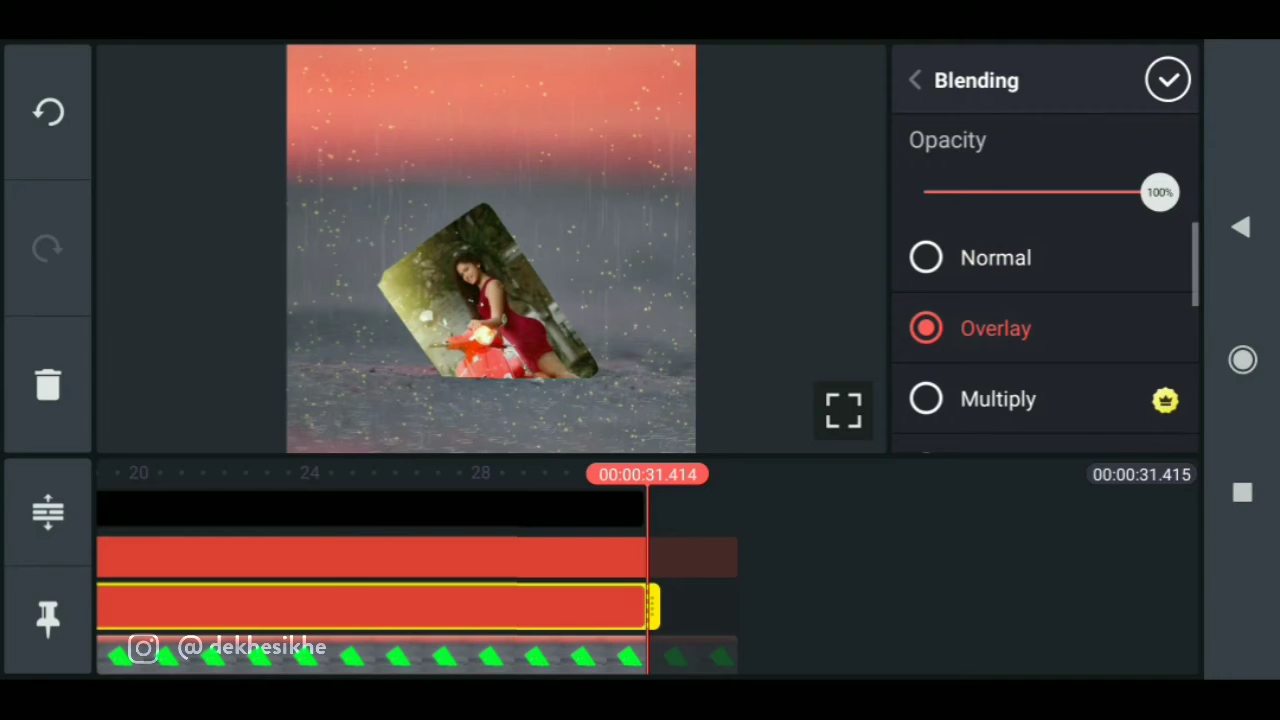 Blending
Opacity
100%
Normal
Overlay
Multiply
20
24
28
00:00:31.414
00:00:31.415
@ dekhesikhe